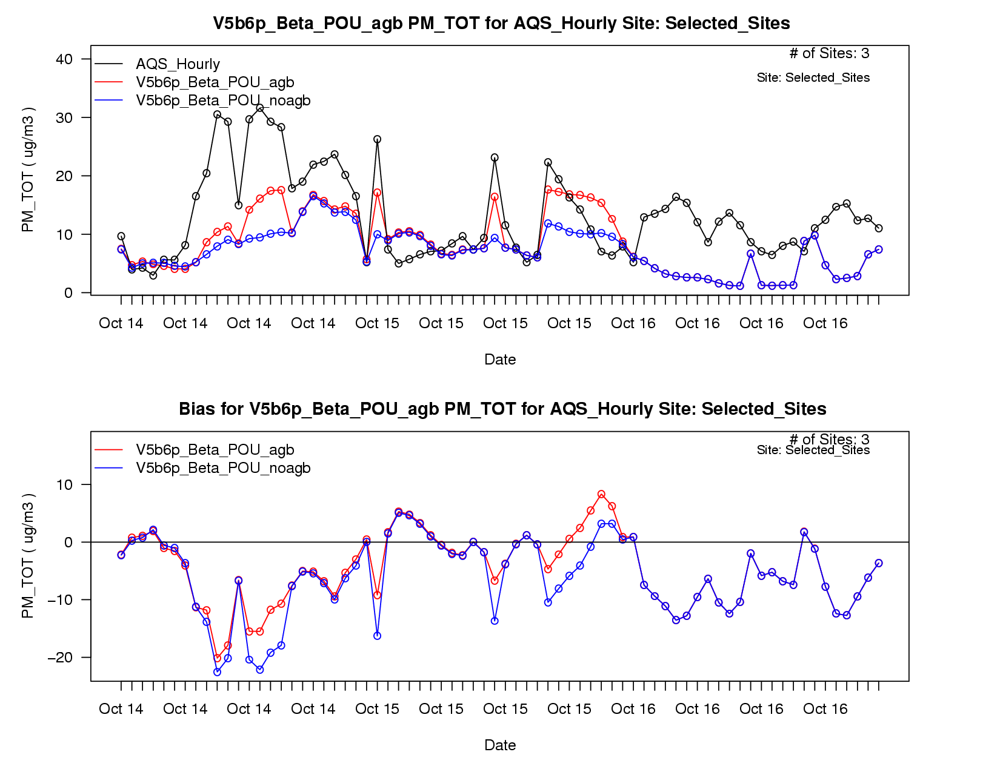 V5b6p_Beta_POU_agb PM_TOT for AQS_Hourly Site: Selected_Sites
# of Sites: 3
Site: Selected_Sites
AQS_Hourly
V5b6p_Beta_POU_agb
V5b6p_Beta_POU_noagb
PM_TOT ( ug/m3 )
40
30
20
10
0
Oct 14 Oct 14 Oct 14 Oct 14 Oct 15 Oct 15 Oct 15 Oct 15 Oct 16 Oct 16 Oct 16 Oct 16
Date
Bias for V5b6p_Beta_POU_agb PM_TOT for AQS_Hourly Site: Selected_Sites
# of Sites: 3
Site: Selected_Sites
V5b6p_Beta_POU_agb
V5b6p_Beta_POU_noagb
PM_TOT ( ug/m3 )
10
0
−10
−20
Oct 14 Oct 14 Oct 14 Oct 14 Oct 15 Oct 15 Oct 15 Oct 15 Oct 16 Oct 16 Oct 16 Oct 16
Date